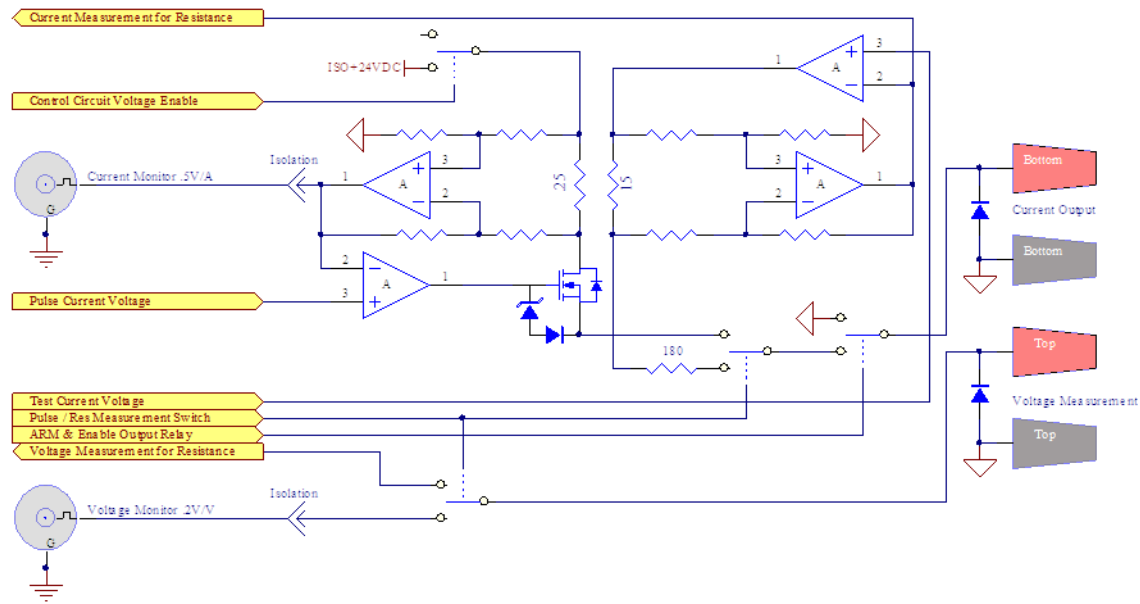 Current Measurement for Resistance
ISO+24VDC
Control Circuit Voltage Enable
Current Monitor .5V/A
G
Isolation
1
A
3
2
25
15
1
A
3
2
3
2
A
1
Bottom
Current Output
Bottom
Pulse Current Voltage
2
3
A
1
180
Top
Voltage Measurement
Top
Test Current Voltage
Pulse / Res Measurement Switch
ARM & Enable Output Relay
Voltage Measurement for Resistance
Isolation
Voltage Monitor .2V/V
G